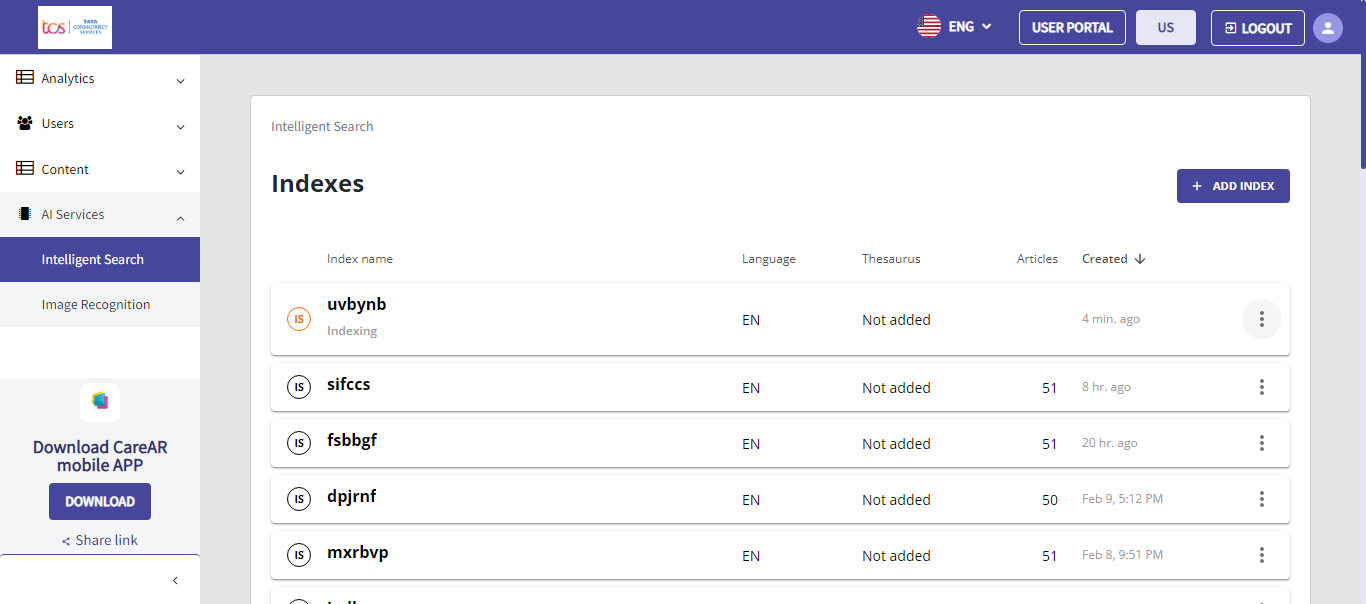 tcs TATA
CONSULTANCY
SERVICES
ENG
USER PORTAL
US
LOGOUT
Analytics
Users
Content
AI Services
Intelligent Search
Image Recognition
Download CareAR
mobile APP
DOWNLOAD
Share link
Intelligent Search
Indexes
+ ADD INDEX
Index name Language Thesaurus Articles Created
IS uvbynb EN Not added 4 min. ago
Indexing
IS sifccs EN Not added 51 8 hr. ago
IS fsbbgf EN Not added 51 20 hr. ago
IS dpjrnf EN Not added 50 Feb 9, 5:12 PM
IS mxrbvp EN Not added 51 Feb 8, 9:51 PM